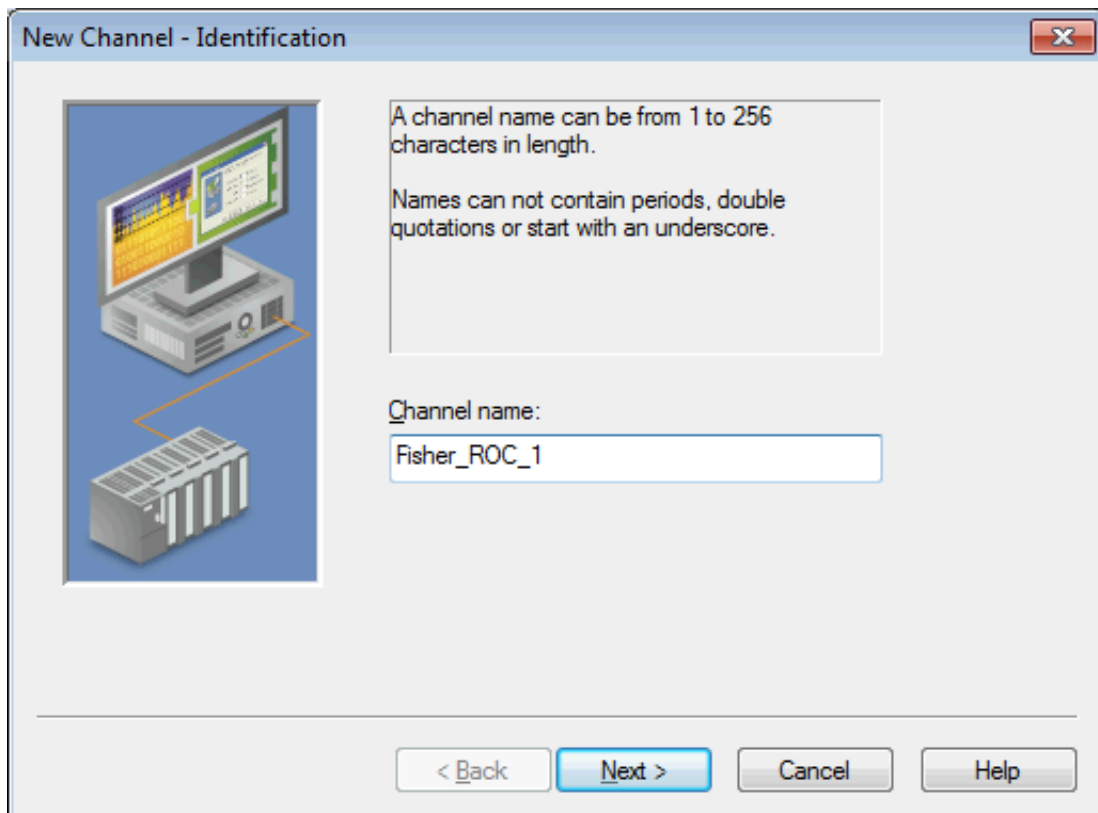 New Channel - Identification
A channel name can be from 1 to 256
characters in length.
Names can not contain periods, double
quotations or start with an underscore.
Channel name:
Fisher_ROC_1
< Back
Next >
Cancel
Help